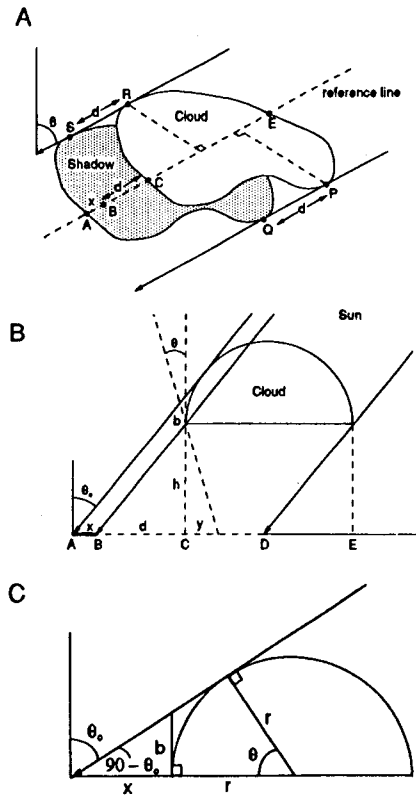 A
R
S
d
θ
Cloud
E
reference line
Shadow
d
C
x
B
A
P
d
Q
B
Sun
θ
Cloud
b
h
θ₀
x
d
y
A
B
C
D
E
C
θ₀
b
r
90 – θ₀
θ
x
r